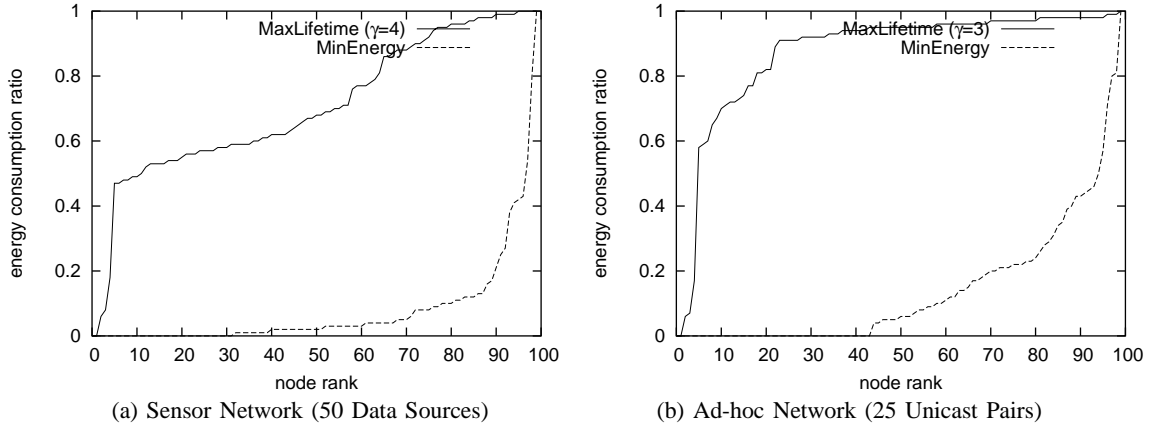 MaxLifetime (γ=4)
MinEnergy
energy consumption ratio
1
0.8
0.6
0.4
0.2
0
0 10 20 30 40 50 60 70 80 90 100
node rank
(a) Sensor Network (50 Data Sources)
MaxLifetime (γ=3)
MinEnergy
energy consumption ratio
1
0.8
0.6
0.4
0.2
0
0 10 20 30 40 50 60 70 80 90 100
node rank
(b) Ad-hoc Network (25 Unicast Pairs)